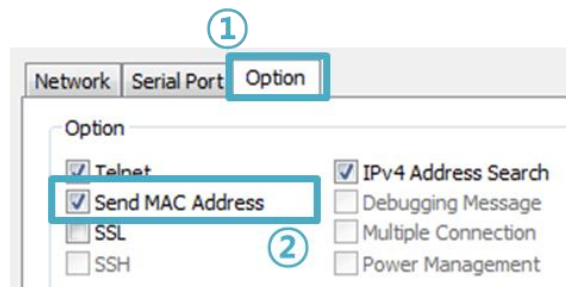 ①
Network Serial Port Option
Option
Telnet IPv4 Address Search
Send MAC Address Debugging Message
SSL Multiple Connection
②
SSH Power Management